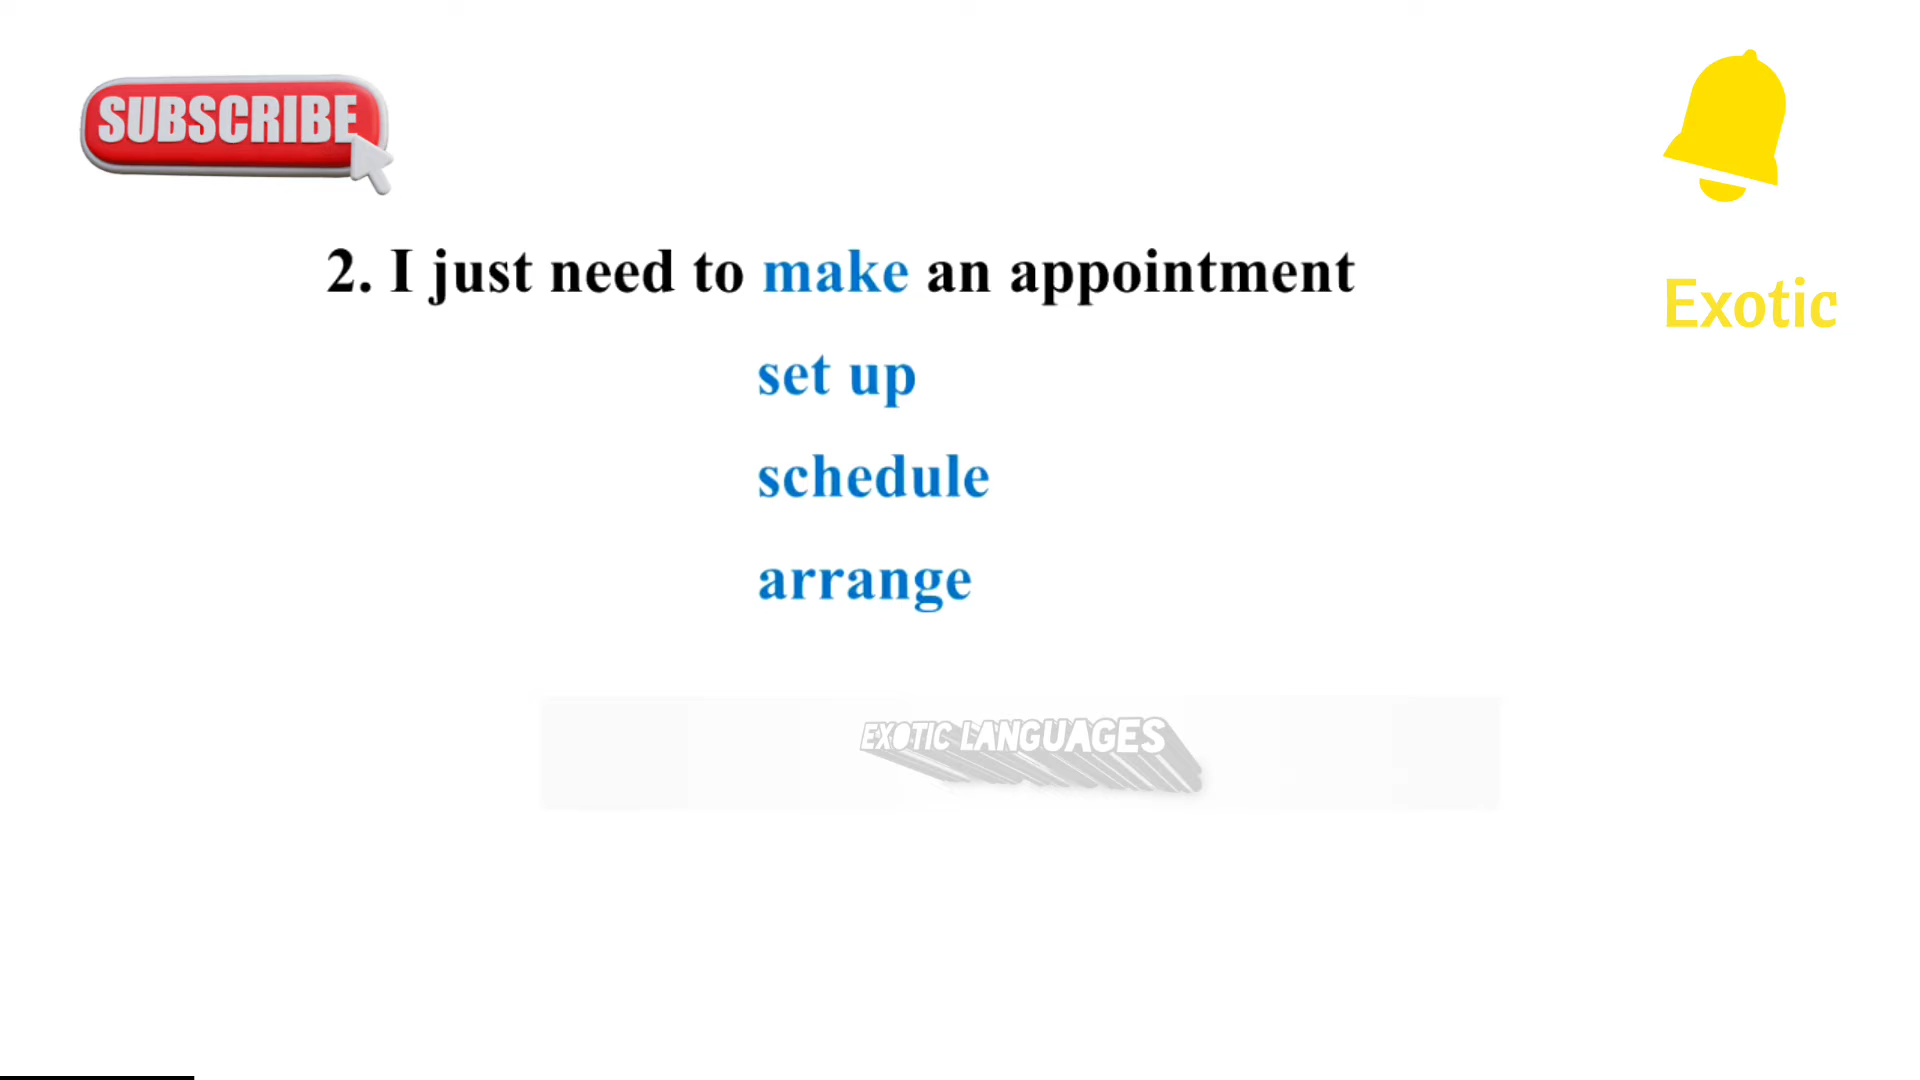 SUBSCRIBE
2. I just need to make an appointment
Exotic
set up
schedule
arrange
EXOTIC LANGUAGES